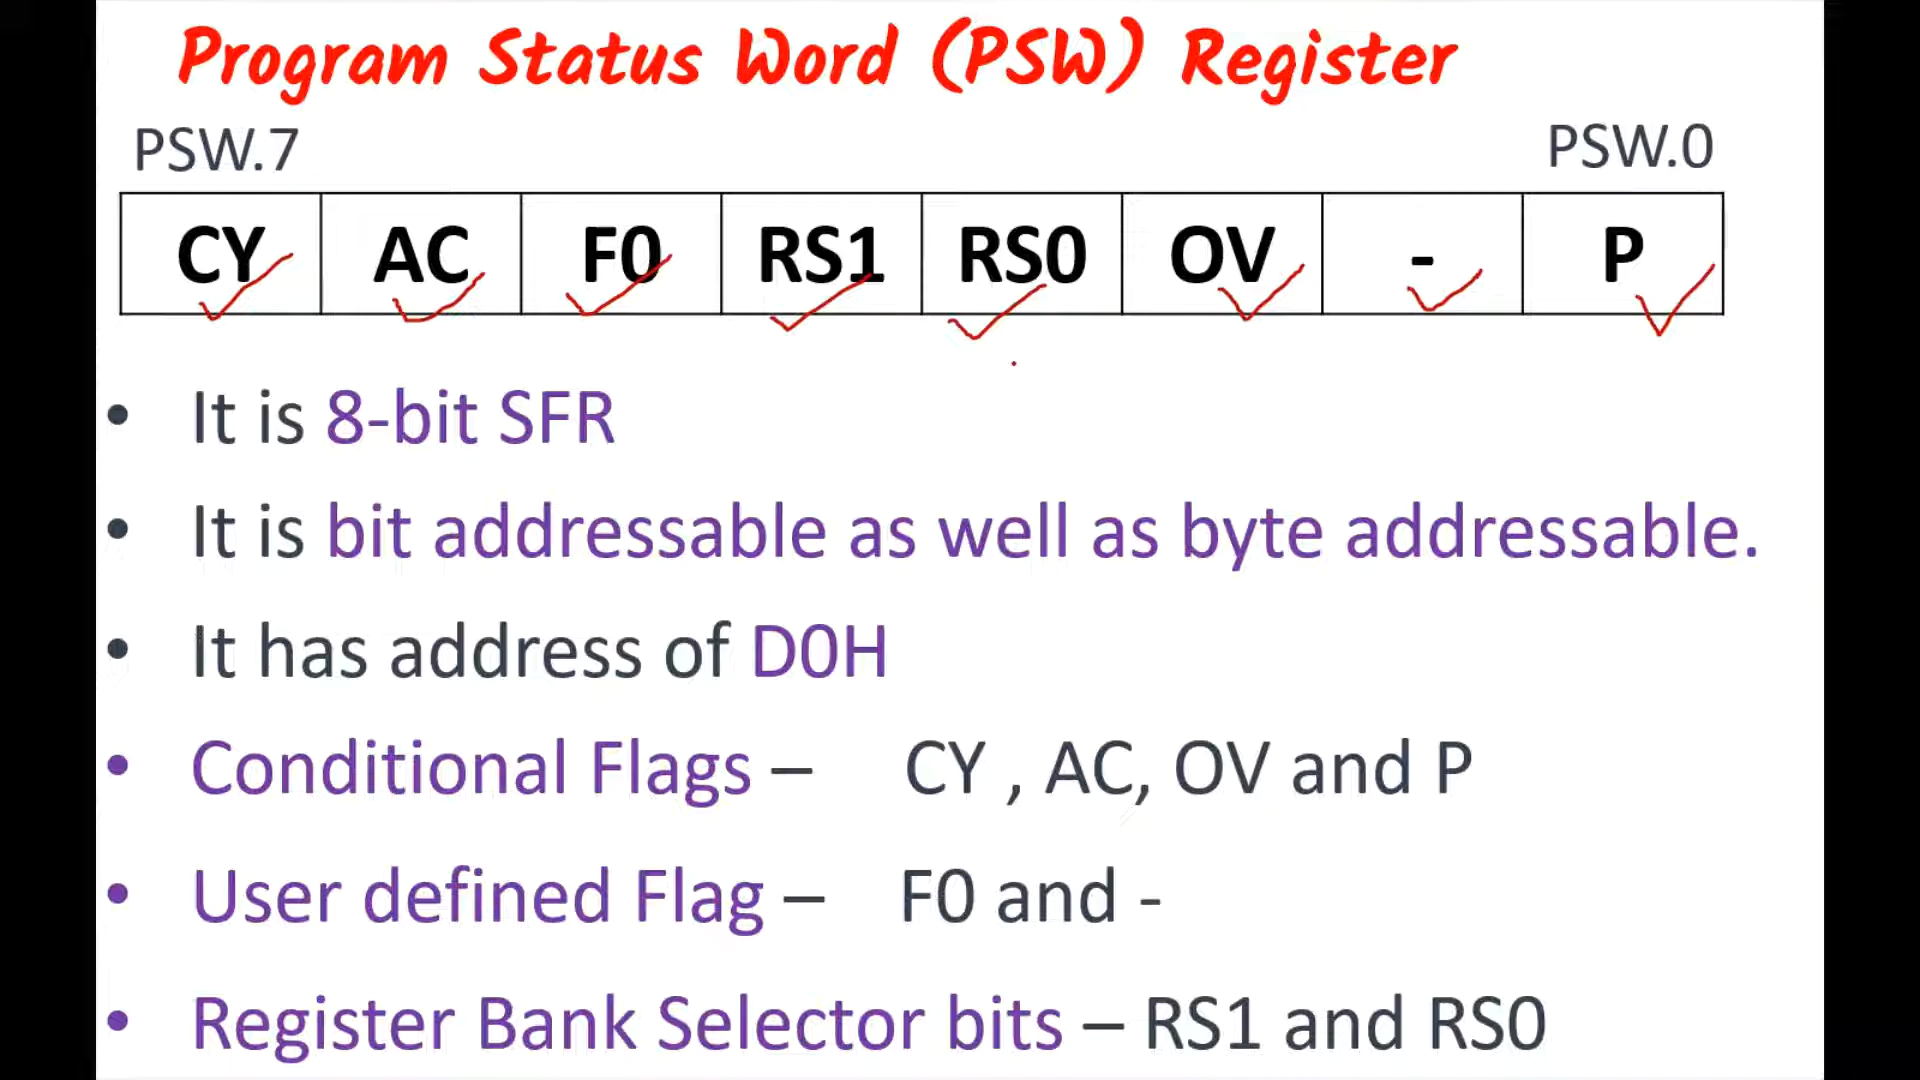 Program Status Word (PSW) Register
PSW.7 PSW.0
CY AC F0 RS1 RS0 OV - P
• It is 8-bit SFR
• It is bit addressable as well as byte addressable.
• It has address of D0H
• Conditional Flags – CY , AC, OV and P
• User defined Flag – F0 and -
• Register Bank Selector bits – RS1 and RS0